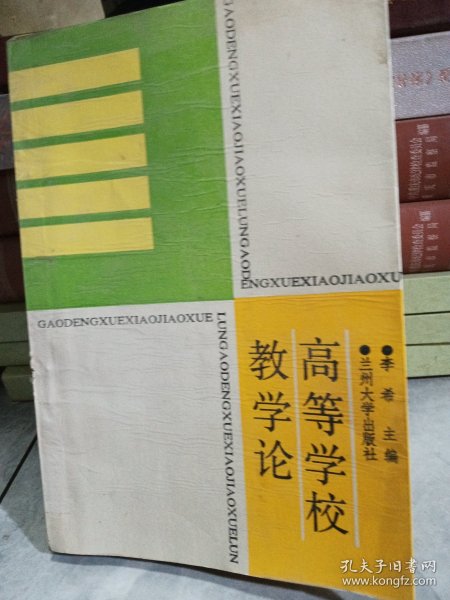 GAODENGXUEXIAOJIAOXUELUNGAOD
ENGXUEXIAOJIAOXU
GAODENGXUEXIAOJIAOXUE
LUNGAODENGXUEXIAOJIAOXUELUN
高等学校
教学论
●李希 主编
●兰州大学出版社
孔夫子旧书网
www.kongfz.com